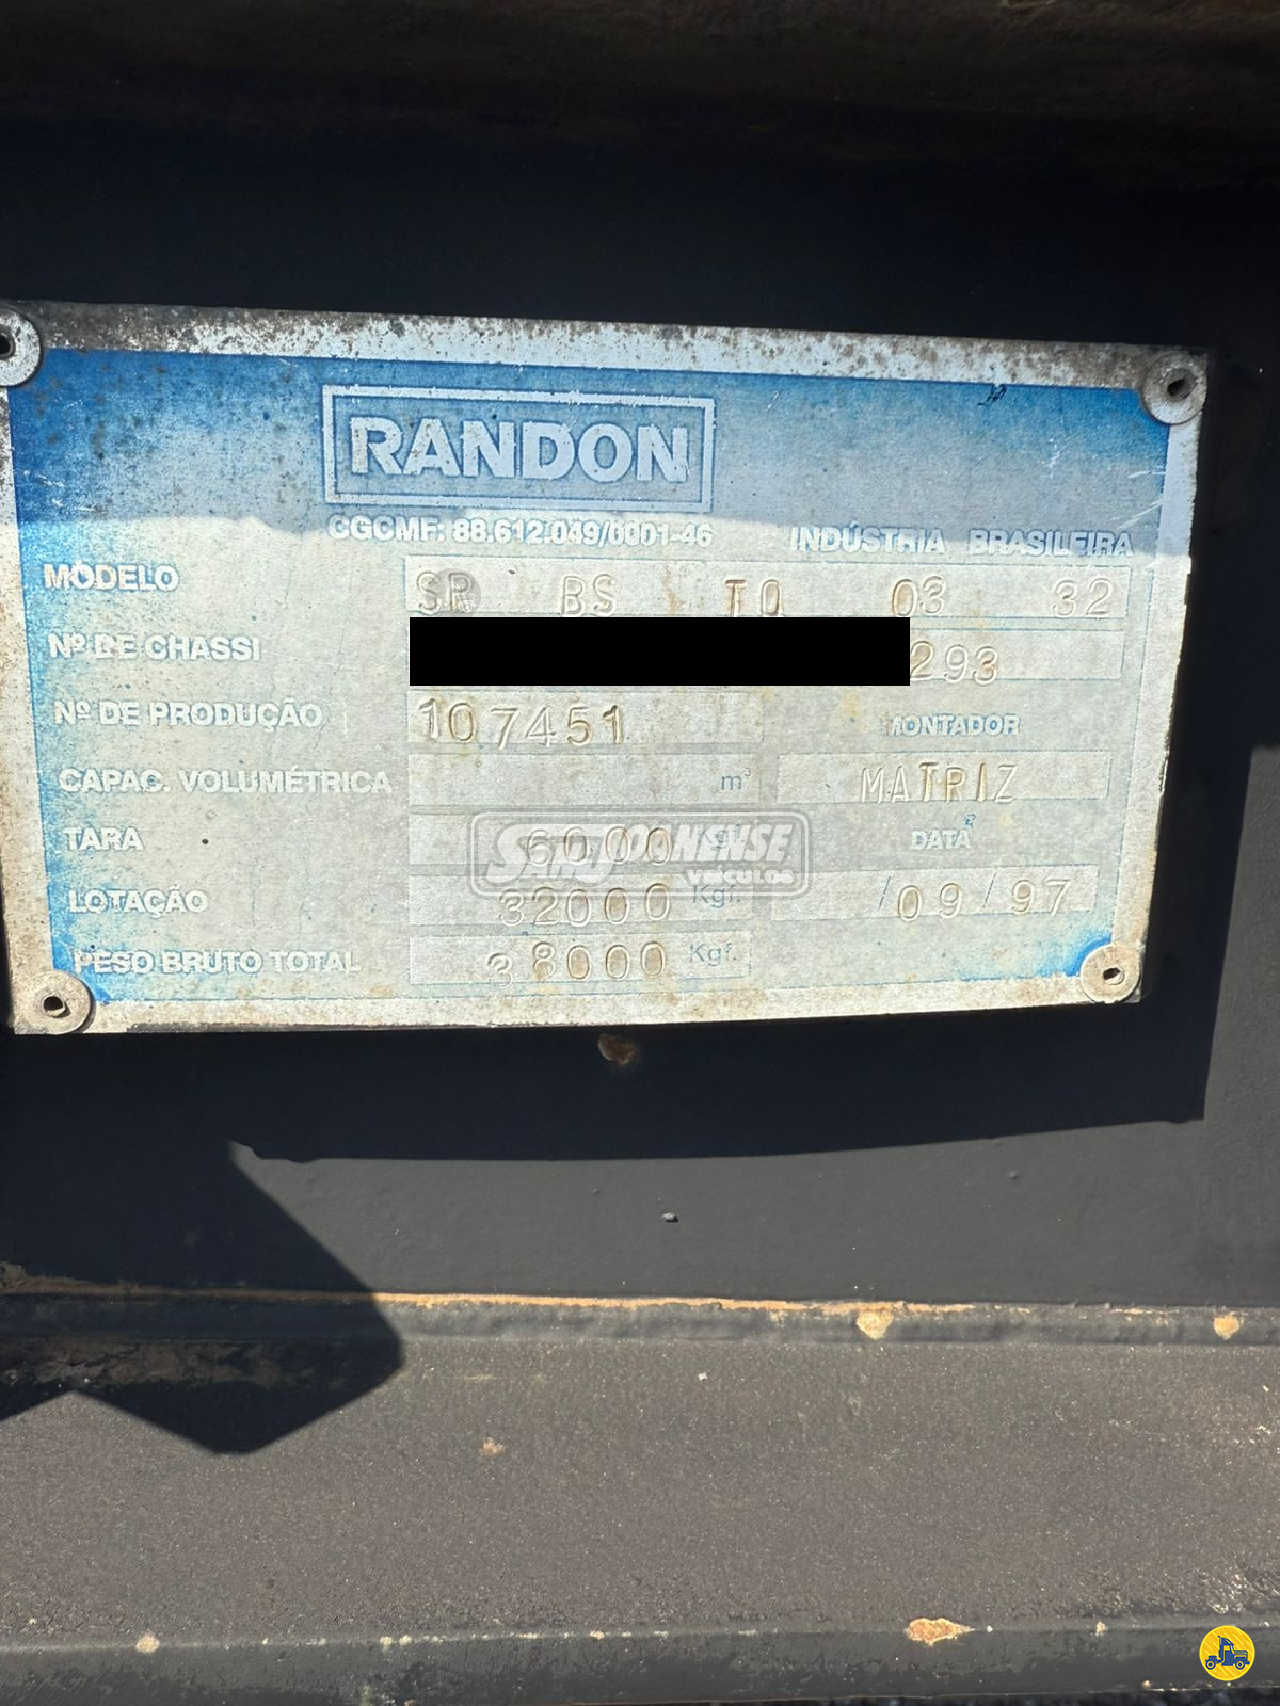 RANDON
CGCMF: 88.612.049/0001-46 INDÚSTRIA BRASILEIRA
MODELO SR BS TQ 03 32
Nº DE CHASSI 293
Nº DE PRODUÇÃO 107451 MONTADOR
CAPAC. VOLUMÉTRICA m³ MATRIZ
TARA 6000 DATA
SANJOANENSE
VEÍCULOS
LOTAÇÃO 32000 Kgf. /09/97
PESO BRUTO TOTAL 38000 Kgf.